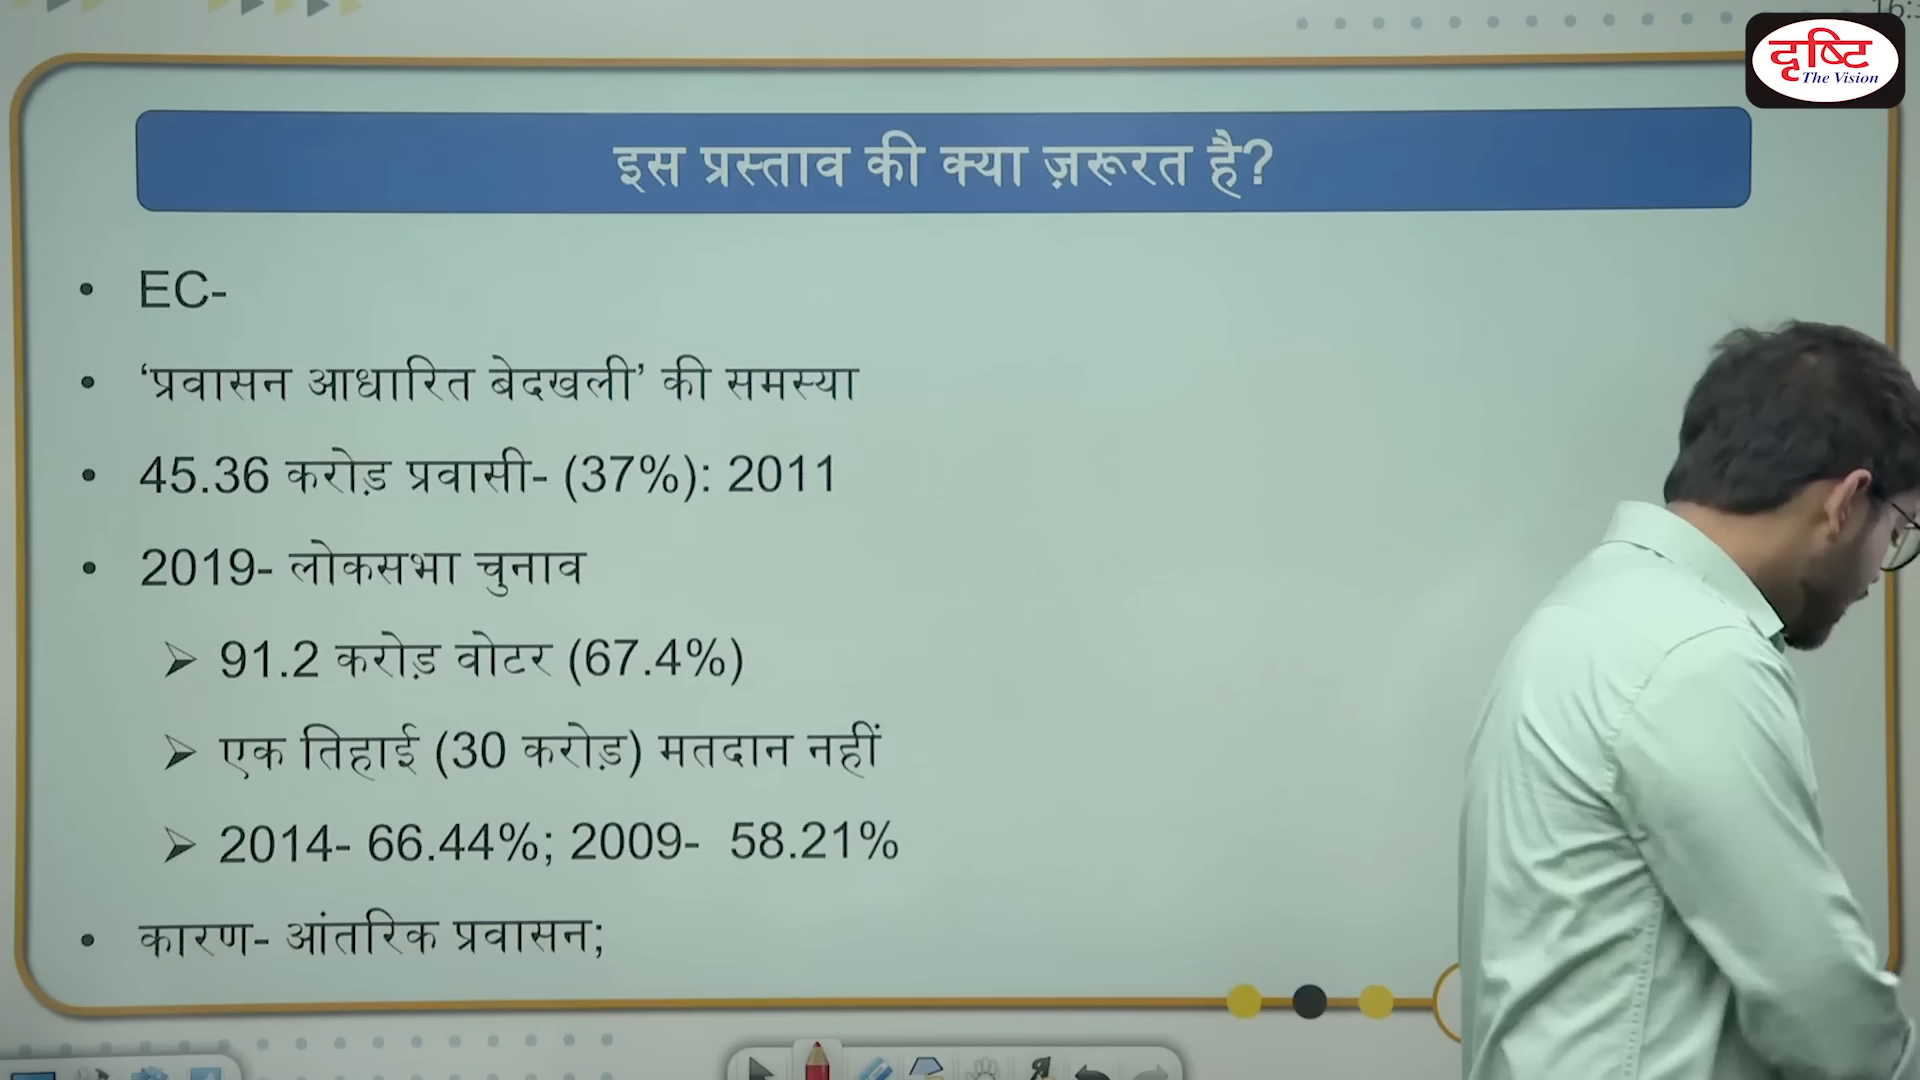 16:
दृष्टि
The Vision
इस प्रस्ताव की क्या ज़रूरत है?
• EC-
• ‘प्रवासन आधारित बेदखली’ की समस्या
• 45.36 करोड़ प्रवासी- (37%): 2011
• 2019- लोकसभा चुनाव
➢ 91.2 करोड़ वोटर (67.4%)
➢ एक तिहाई (30 करोड़) मतदान नहीं
➢ 2014- 66.44%; 2009- 58.21%
• कारण- आंतरिक प्रवासन;